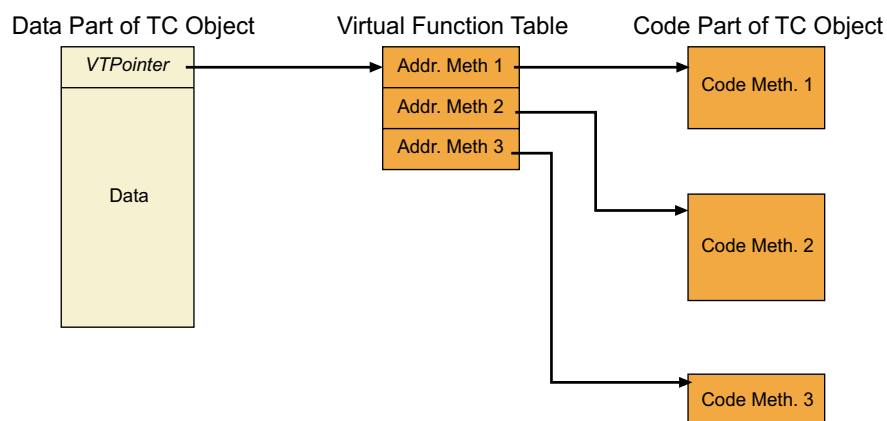 Data Part of TC Object
Virtual Function Table
Code Part of TC Object
VTPointer
Addr. Meth 1
Code Meth. 1
Addr. Meth 2
Addr. Meth 3
Data
Code Meth. 2
Code Meth. 3